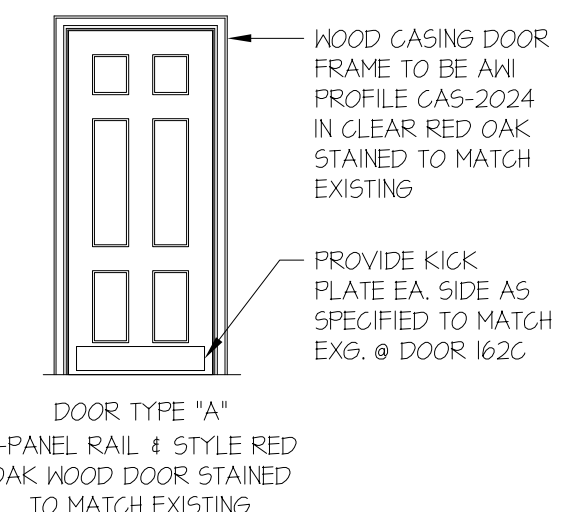 WOOD CASING DOOR
FRAME TO BE AWI
PROFILE CAS-2024
IN CLEAR RED OAK
STAINED TO MATCH
EXISTING
PROVIDE KICK
PLATE EA. SIDE AS
SPECIFIED TO MATCH
EXG. @ DOOR 162C
DOOR TYPE "A"
-PANEL RAIL & STYLE RED
OAK WOOD DOOR STAINED
TO MATCH EXISTING